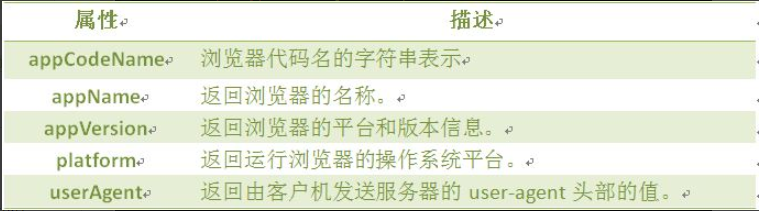 属性 描述
appCodeName 浏览器代码名的字符串表示
appName 返回浏览器的名称。
appVersion 返回浏览器的平台和版本信息。
platform 返回运行浏览器的操作系统平台。
userAgent 返回由客户机发送服务器的 user-agent 头部的值。